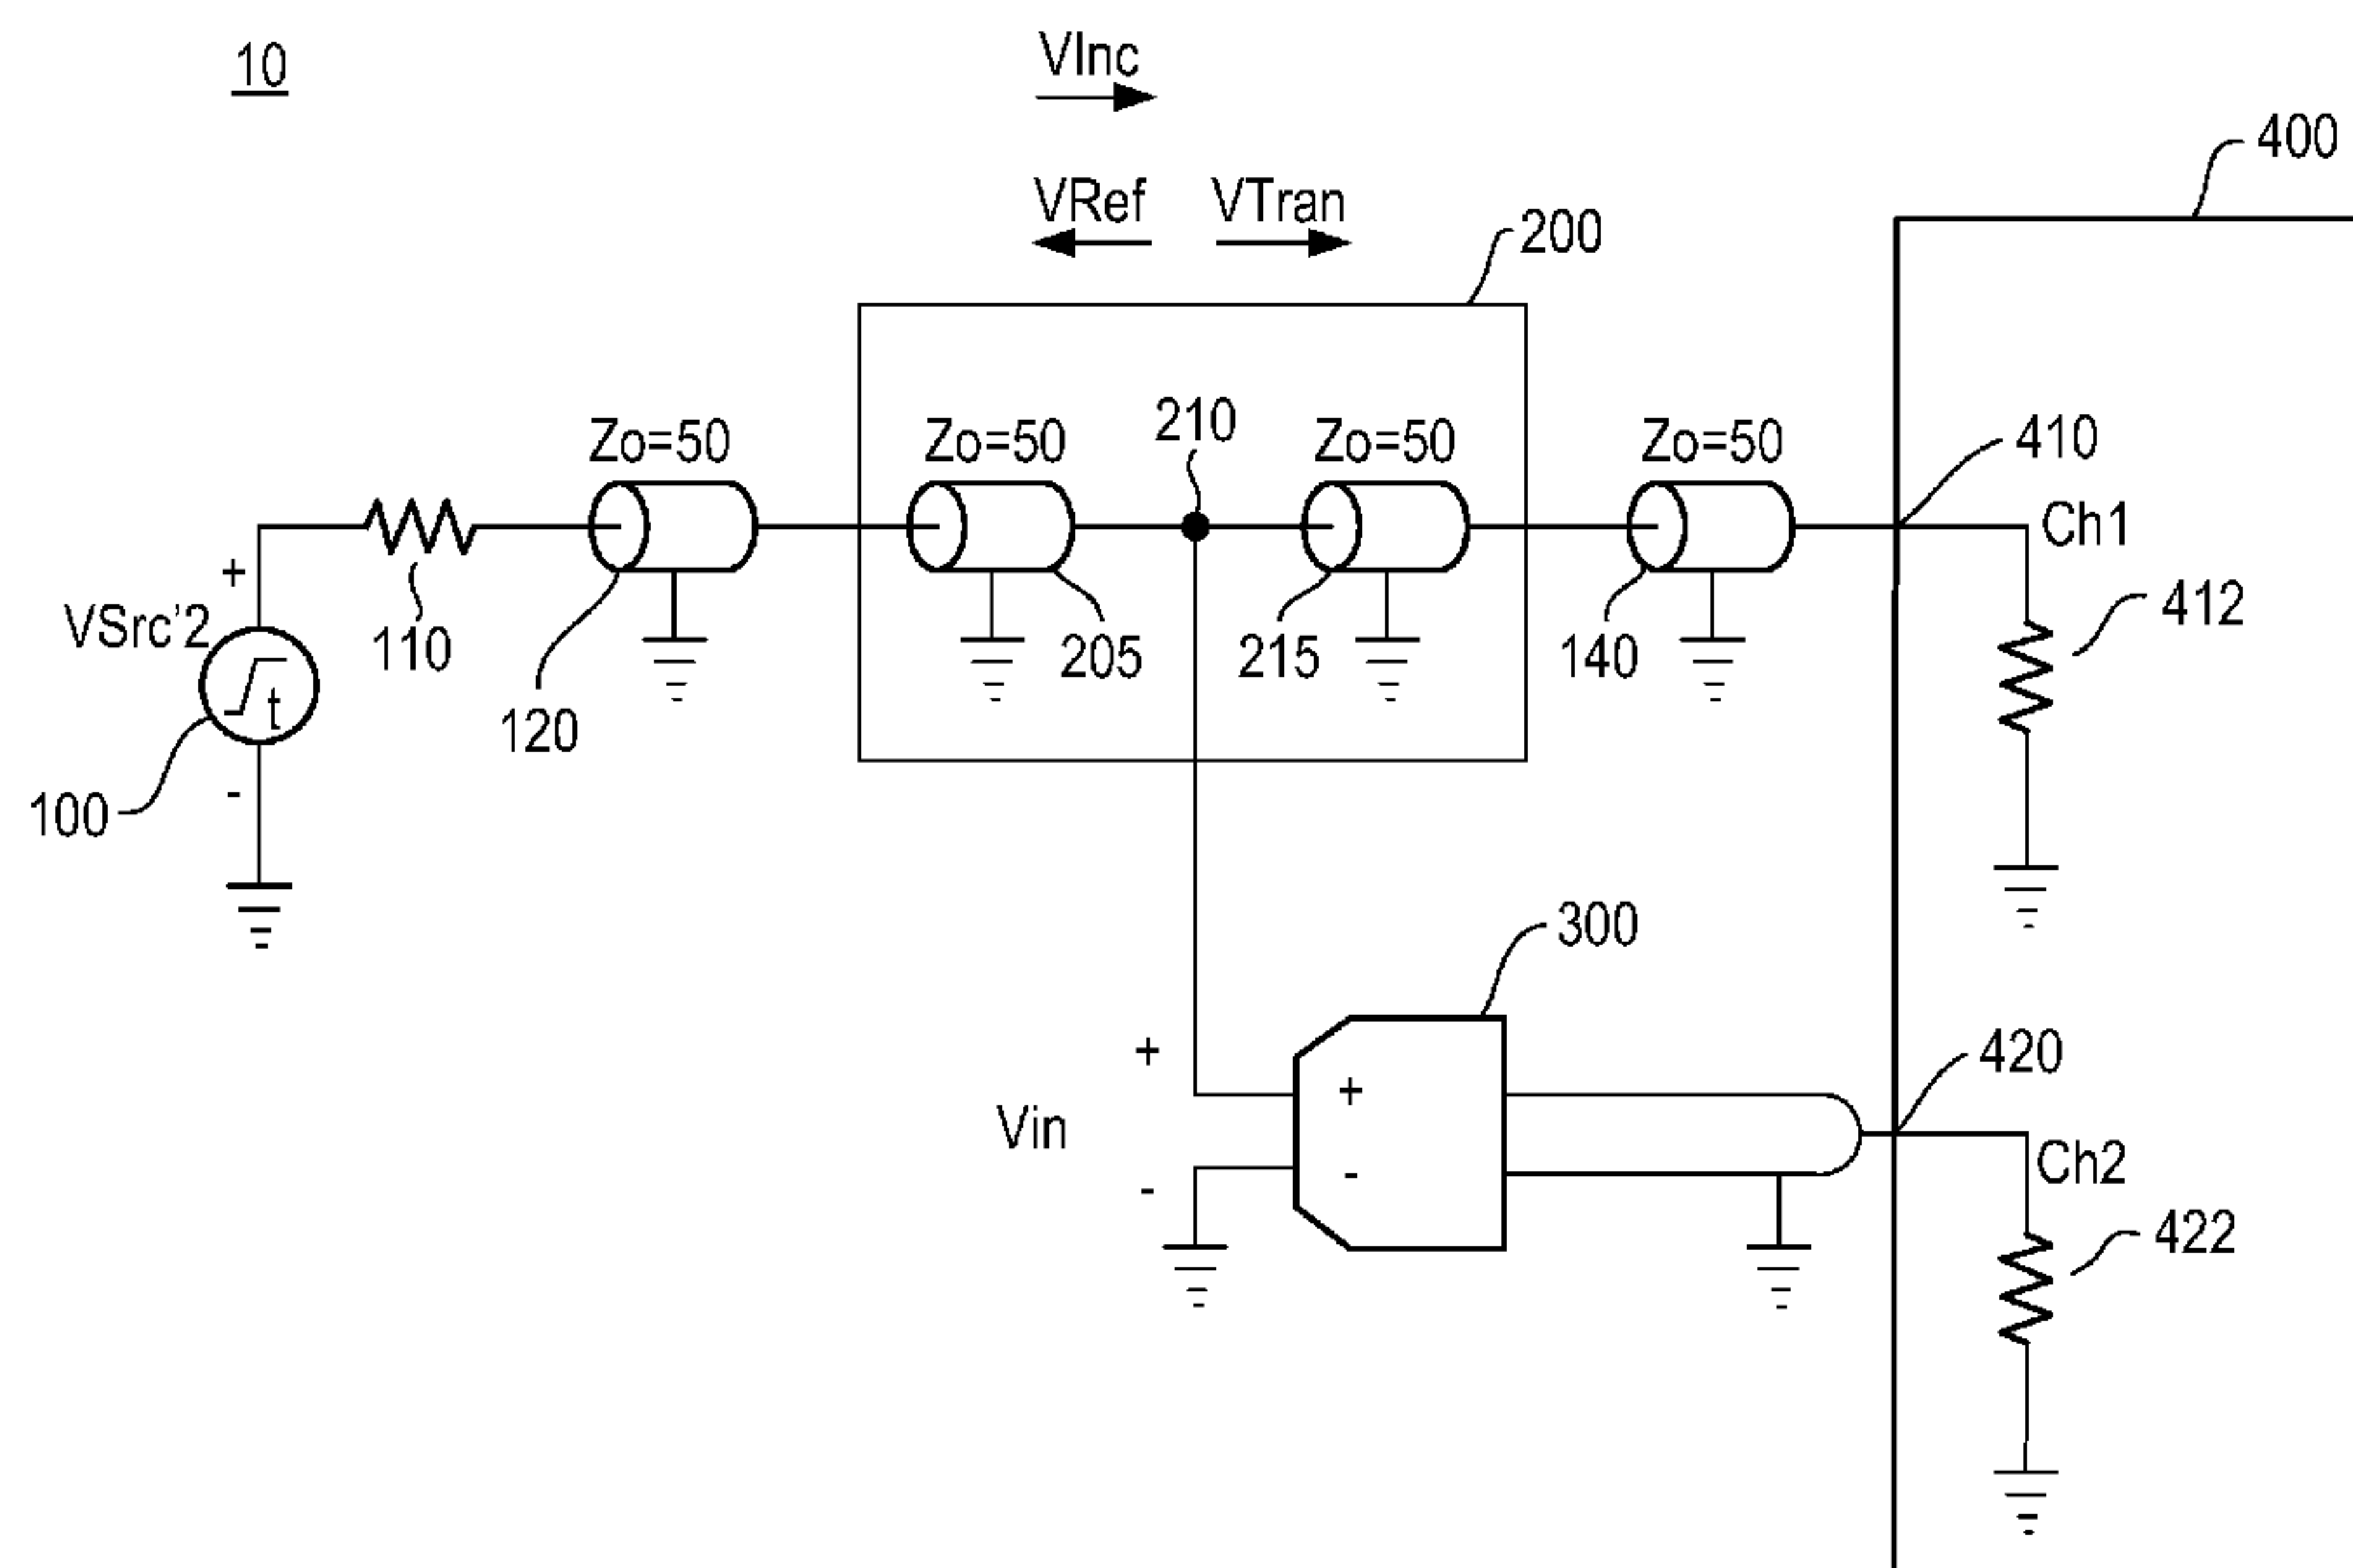 10
VInc
400
VRef VTran
200
Zo=50 Zo=50 210 Zo=50 Zo=50 410
Ch1
+
VSrc'2
110
t
120
205
215
140
412
-
100
300
+
+
420
Vin
-
-
Ch2
422